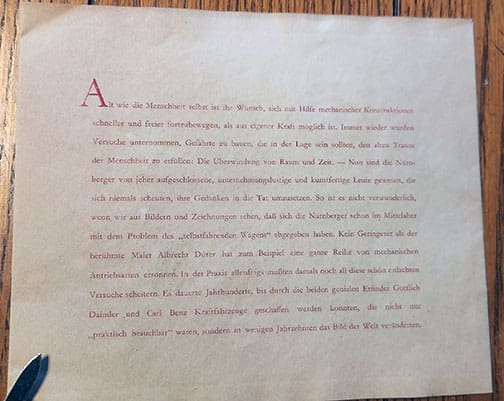 Alt wie die Menschheit selbst ist ihr Wunsch, sich mit Hilfe mechanischer Konstruktionen
schneller und freier fortzubewegen, als aus eigener Kraft möglich ist. Immer wieder wurden
Versuche unternommen, Gefährte zu bauen, die in der Lage sein sollten, den alten Traum
der Menschheit zu erfüllen: Die Überwindung von Raum und Zeit. — Nun sind die Nürn-
berger von jeher aufgeschlossene, unternehmungslustige und kunstfertige Leute gewesen, die
sich niemals scheuten, ihre Gedanken in die Tat umzusetzen. So ist es nicht verwunderlich,
wenn wir aus Bildern und Zeichnungen sehen, daß sich die Nürnberger schon im Mittelalter
mit dem Problem des „selbstfahrenden Wagens" abgegeben haben. Kein Geringerer als der
berühmte Maler Albrecht Dürer hat zum Beispiel eine ganze Reihe von mechanischen
Antriebsarten ersonnen. In der Praxis allerdings mußten damals noch all diese schön erdachten
Versuche scheitern. Es dauerte Jahrhunderte, bis durch die beiden genialen Erfinder Gottlieb
Daimler und Carl Benz Kraftfahrzeuge geschaffen werden konnten, die nicht nur
„praktisch brauchbar" waren, sondern in wenigen Jahrzehnten das Bild der Welt veränderten.